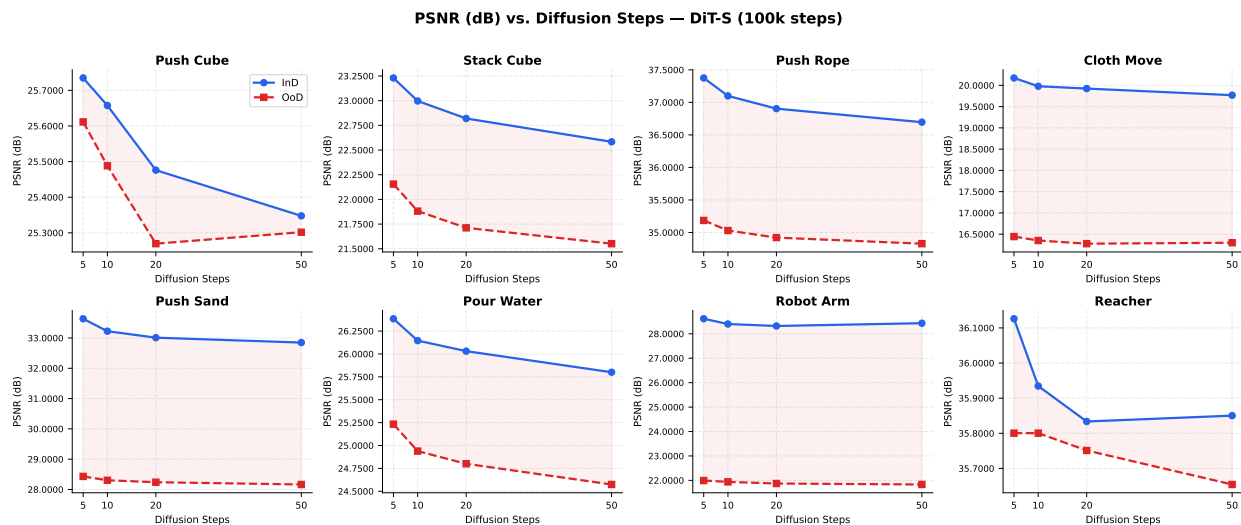 PSNR (dB) vs. Diffusion Steps — DiT-S (100k steps)
Push Cube
InD
OoD
PSNR (dB)
25.7000
25.6000
25.5000
25.4000
25.3000
5 10 20 50
Diffusion Steps
Stack Cube
PSNR (dB)
23.2500
23.0000
22.7500
22.5000
22.2500
22.0000
21.7500
21.5000
5 10 20 50
Diffusion Steps
Push Rope
PSNR (dB)
37.5000
37.0000
36.5000
36.0000
35.5000
35.0000
5 10 20 50
Diffusion Steps
Cloth Move
PSNR (dB)
20.0000
19.5000
19.0000
18.5000
18.0000
17.5000
17.0000
16.5000
5 10 20 50
Diffusion Steps
Push Sand
PSNR (dB)
33.0000
32.0000
31.0000
30.0000
29.0000
28.0000
5 10 20 50
Diffusion Steps
Pour Water
PSNR (dB)
26.2500
26.0000
25.7500
25.5000
25.2500
25.0000
24.7500
24.5000
5 10 20 50
Diffusion Steps
Robot Arm
PSNR (dB)
28.0000
27.0000
26.0000
25.0000
24.0000
23.0000
22.0000
5 10 20 50
Diffusion Steps
Reacher
PSNR (dB)
36.1000
36.0000
35.9000
35.8000
35.7000
5 10 20 50
Diffusion Steps